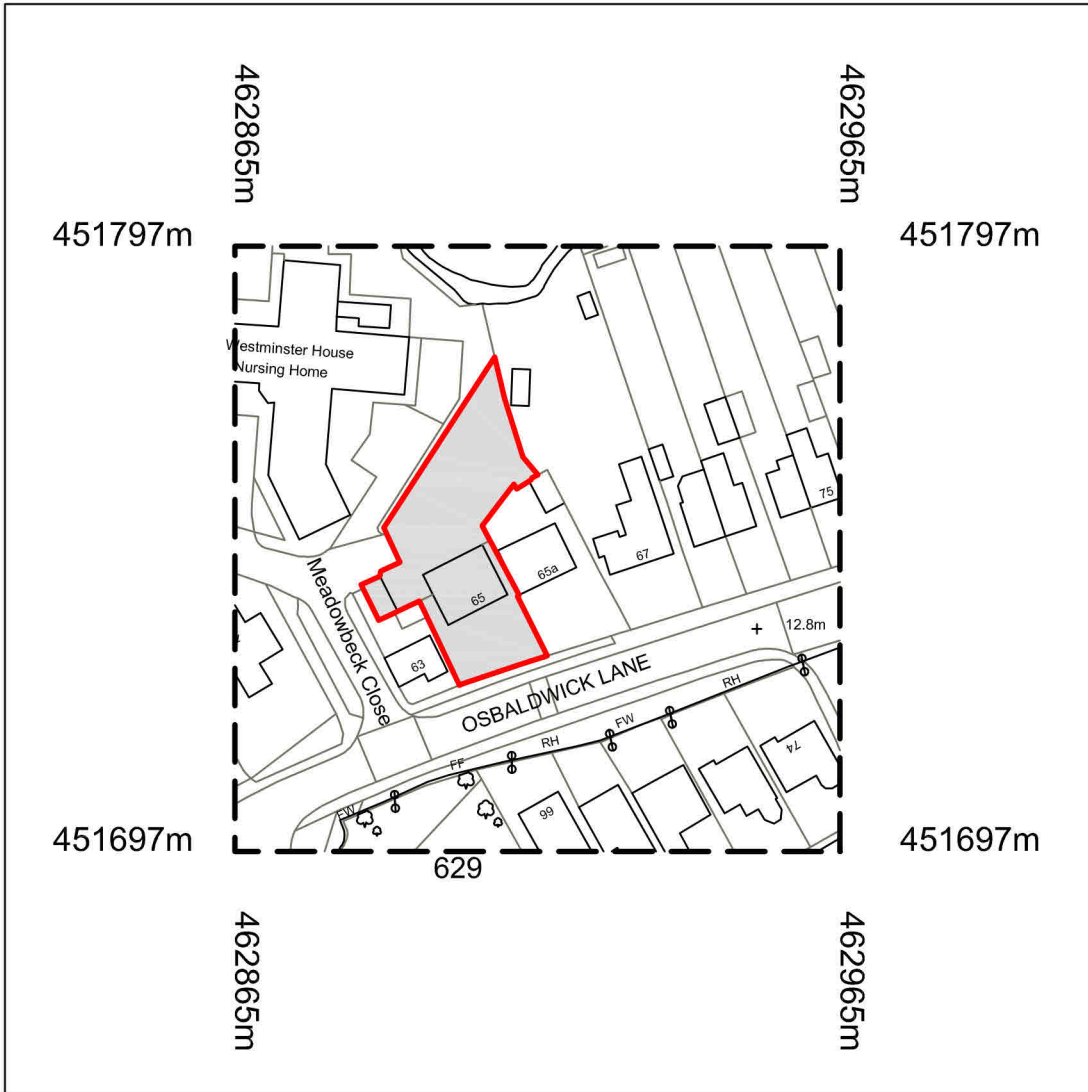 462865m
462965m
451797m
451797m
Westminster House
Nursing Home
75
67
65a
65
Meadowbeck Close
63
12.8m
OSBALDWICK LANE
RH
FW
RH
FF
FW
74
99
451697m
451697m
629
462865m
462965m